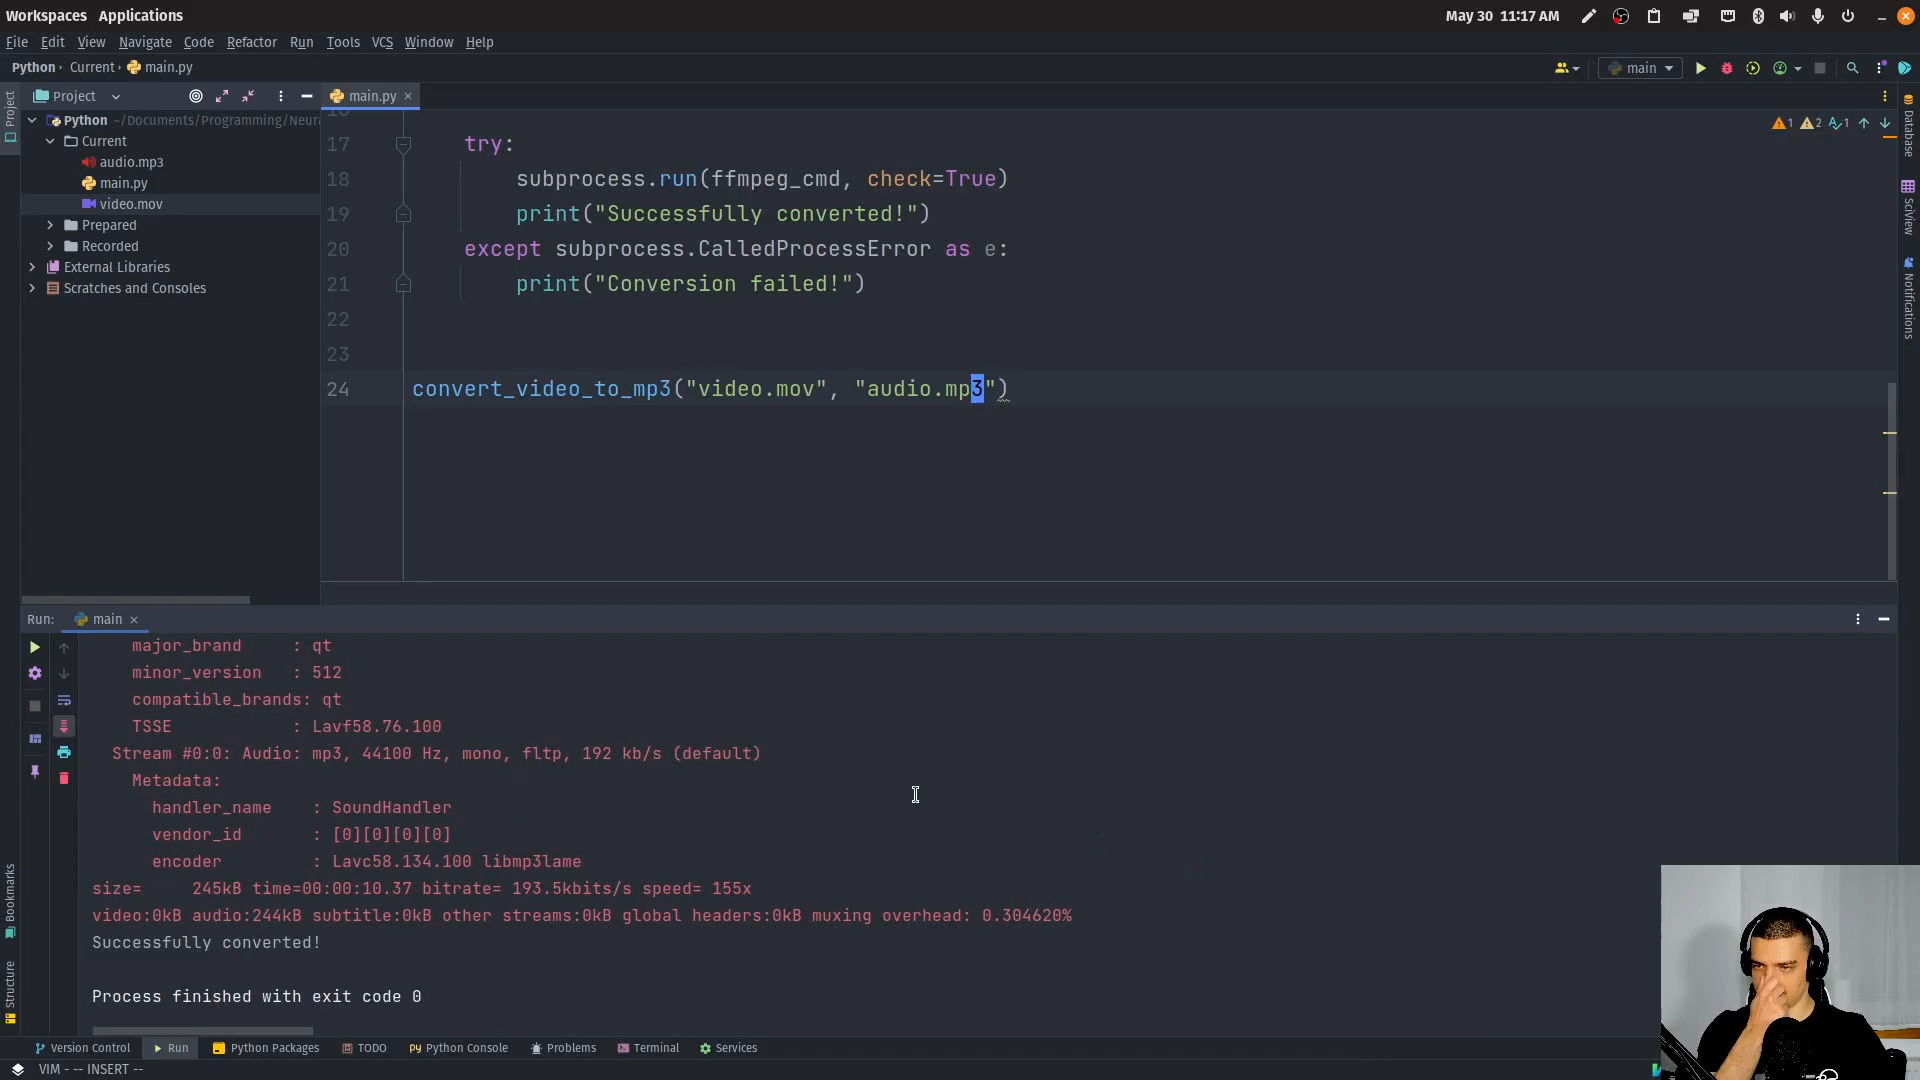 Workspaces Applications
May 30 11:17 AM
File Edit View Navigate Code Refactor Run Tools VCS Window Help
Python Current main.py
main
Project
main.py
Python ~/Documents/Programming/Neura
Current
audio.mp3
main.py
video.mov
Prepared
Recorded
External Libraries
Scratches and Consoles
Project
Bookmarks
Structure
Database
SciView
Notifications
1 2 1
17 try:
18 subprocess.run(ffmpeg_cmd, check=True)
19 print("Successfully converted!")
20 except subprocess.CalledProcessError as e:
21 print("Conversion failed!")
22
23
24 convert_video_to_mp3("video.mov", "audio.mp3")
Run: main
major_brand : qt
minor_version : 512
compatible_brands: qt
TSSE : Lavf58.76.100
Stream #0:0: Audio: mp3, 44100 Hz, mono, fltp, 192 kb/s (default)
Metadata:
handler_name : SoundHandler
vendor_id : [0][0][0][0]
encoder : Lavc58.134.100 libmp3lame
size= 245kB time=00:00:10.37 bitrate= 193.5kbits/s speed= 155x
video:0kB audio:244kB subtitle:0kB other streams:0kB global headers:0kB muxing overhead: 0.304620%
Successfully converted!
Process finished with exit code 0
Version Control Run Python Packages TODO Python Console Problems Terminal Services
VIM - -- INSERT --